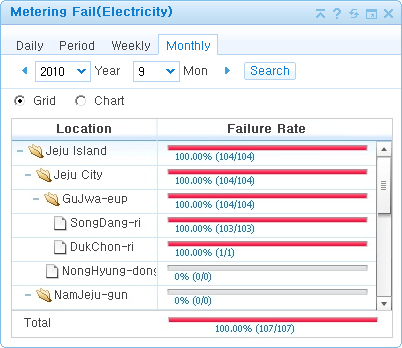 Metering Fail(Electricity)
Daily Period Weekly Monthly
2010 Year 9 Mon Search
Grid Chart
Location Failure Rate
Jeju Island
100.00% (104/104)
Jeju City
100.00% (104/104)
GuJwa-eup
100.00% (104/104)
SongDang-ri
100.00% (103/103)
DukChon-ri
100.00% (1/1)
NongHyung-dong
0% (0/0)
NamJeju-gun
0% (0/0)
Total
100.00% (107/107)